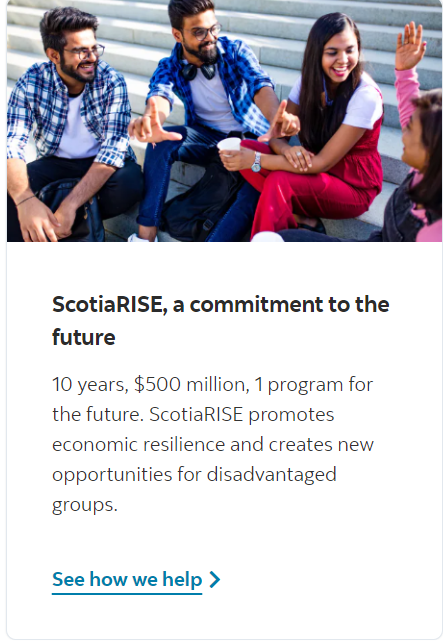 ScotiaRISE, a commitment to the
future
10 years, $500 million, 1 program for
the future. ScotiaRISE promotes
economic resilience and creates new
opportunities for disadvantaged
groups.
See how we help